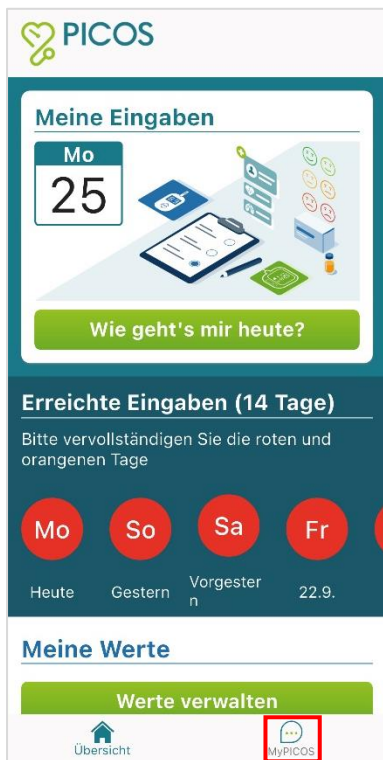 PICOS
Meine Eingaben
Mo
25
Wie geht's mir heute?
Erreichte Eingaben (14 Tage)
Bitte vervollständigen Sie die roten und
orangenen Tage
Mo So Sa Fr
Heute Gestern Vorgester
n 22.9.
Meine Werte
Werte verwalten
Übersicht MyPICOS